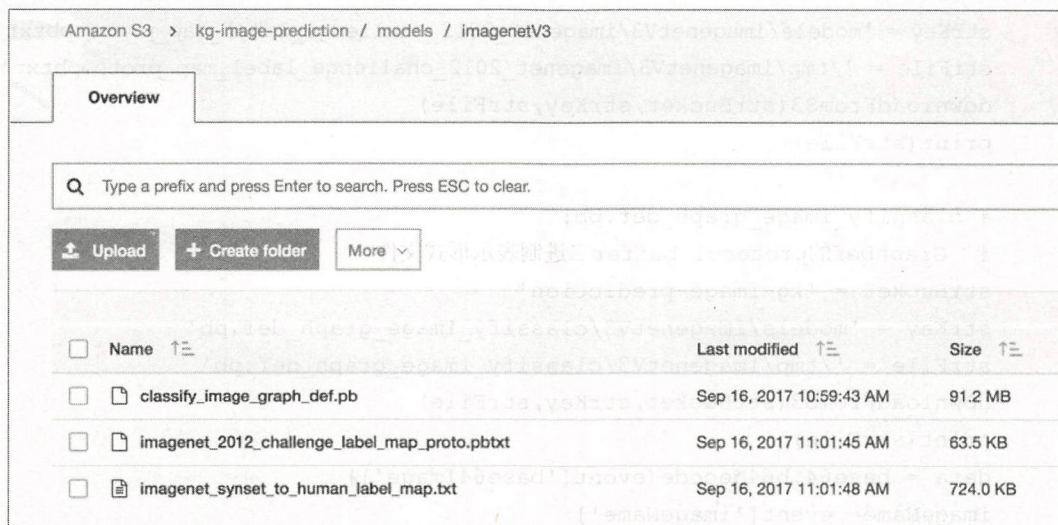 Amazon S3 > kg-image-prediction / models / imagenetV3
Overview
Type a prefix and press Enter to search. Press ESC to clear.
Upload + Create folder More
Name Last modified Size
classify_image_graph_def.pb Sep 16, 2017 10:59:43 AM 91.2 MB
imagenet_2012_challenge_label_map_proto.pbtxt Sep 16, 2017 11:01:45 AM 63.5 KB
imagenet_synset_to_human_label_map.txt Sep 16, 2017 11:01:48 AM 724.0 KB